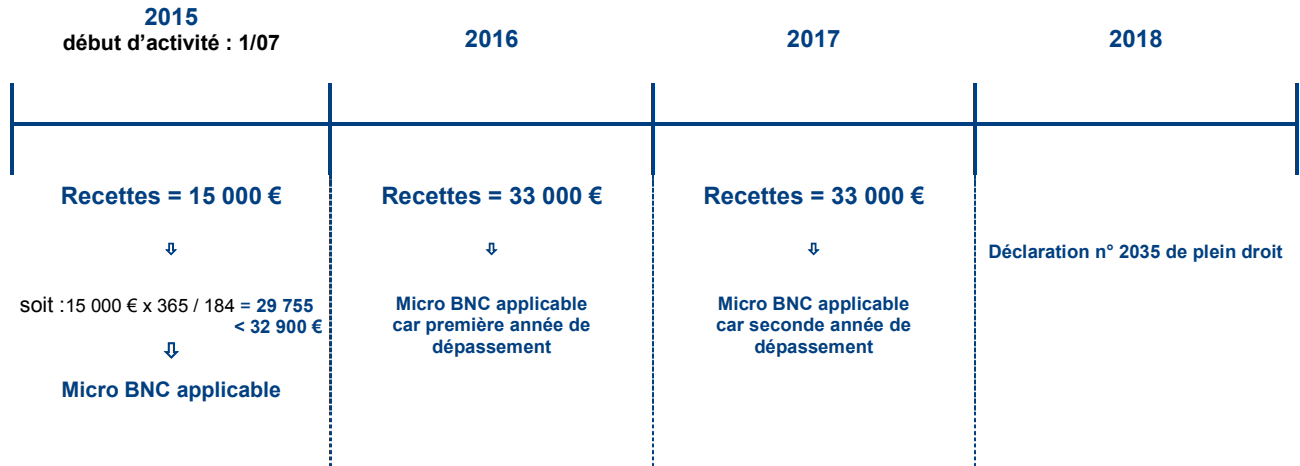 2015
début d'activité : 1/07
2016
2017
2018
Recettes = 15 000 €
⇩
soit :15 000 € x 365 / 184 = 29 755
< 32 900 €
⇩
Micro BNC applicable
Recettes = 33 000 €
⇩
Micro BNC applicable
car première année de
dépassement
Recettes = 33 000 €
⇩
Micro BNC applicable
car seconde année de
dépassement
Déclaration n° 2035 de plein droit